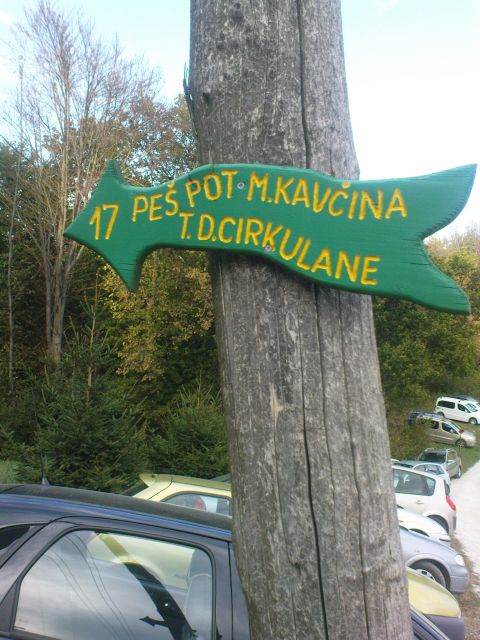 17 PEŠ POT M.KAVČINA
T.D.CIRKULANE